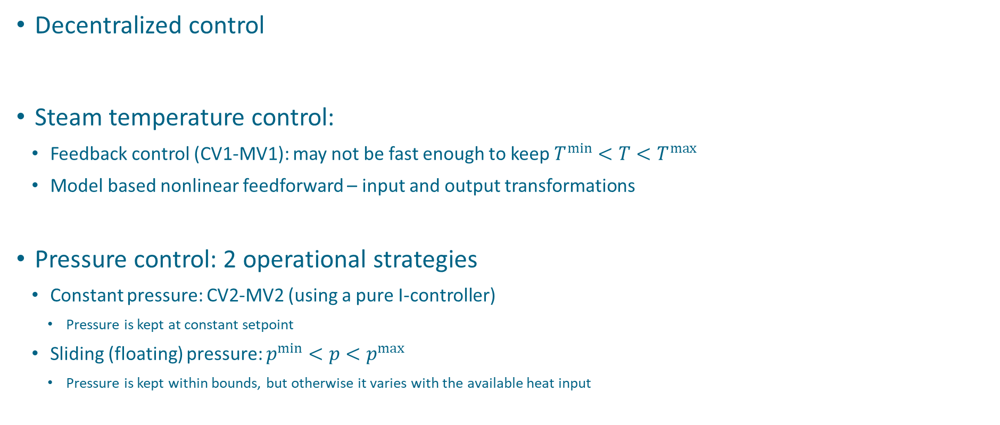 • Decentralized control
• Steam temperature control:
• Feedback control (CV1-MV1): may not be fast enough to keep T^min < T < T^max
• Model based nonlinear feedforward – input and output transformations
• Pressure control: 2 operational strategies
• Constant pressure: CV2-MV2 (using a pure I-controller)
• Pressure is kept at constant setpoint
• Sliding (floating) pressure: p^min < p < p^max
• Pressure is kept within bounds, but otherwise it varies with the available heat input